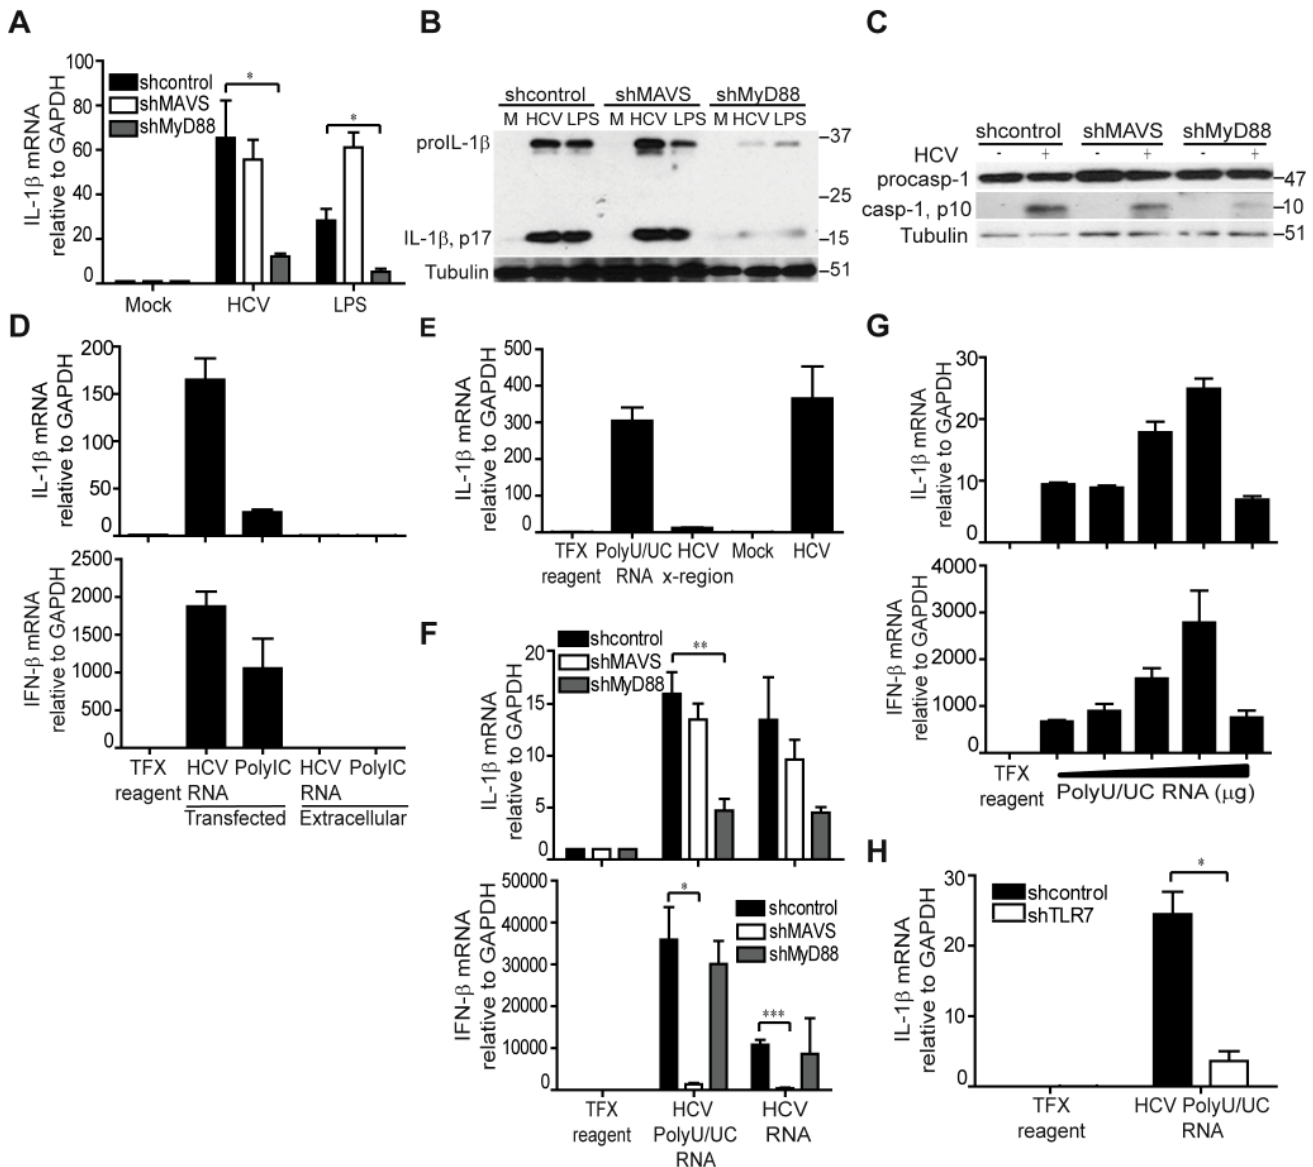 A
IL-1β mRNA
relative to GAPDH
100
80
60
40
20
0
shcontrol
shMAVS
shMyD88
*
*
Mock HCV LPS
B
shcontrol shMAVS shMyD88
M HCV LPS M HCV LPS M HCV LPS
proIL-1β
–37
–25
IL-1β, p17
–15
Tubulin
–51
C
shcontrol shMAVS shMyD88
HCV - + - + - +
procasp-1 –47
casp-1, p10 –10
Tubulin –51
D
IL-1β mRNA
relative to GAPDH
200
150
100
50
0
IFN-β mRNA
relative to GAPDH
2500
2000
1500
1000
500
0
TFX HCV PolyIC HCV PolyIC
reagent RNA RNA
Transfected Extracellular
E
IL-1β mRNA
relative to GAPDH
500
400
300
200
100
0
TFX PolyU/UC HCV Mock HCV
reagent RNA x-region
F
IL-1β mRNA
relative to GAPDH
20
15
10
5
0
shcontrol
shMAVS
shMyD88
**
IFN-β mRNA
relative to GAPDH
50000
40000
30000
20000
10000
0
*
***
shcontrol
shMAVS
shMyD88
TFX HCV HCV
reagent PolyU/UC RNA
RNA
G
IL-1β mRNA
relative to GAPDH
30
20
10
0
IFN-β mRNA
relative to GAPDH
4000
3000
2000
1000
0
TFX
reagent PolyU/UC RNA (μg)
H
IL-1β mRNA
relative to GAPDH
30
20
10
0
shcontrol
shTLR7
*
TFX HCV PolyU/UC
reagent RNA